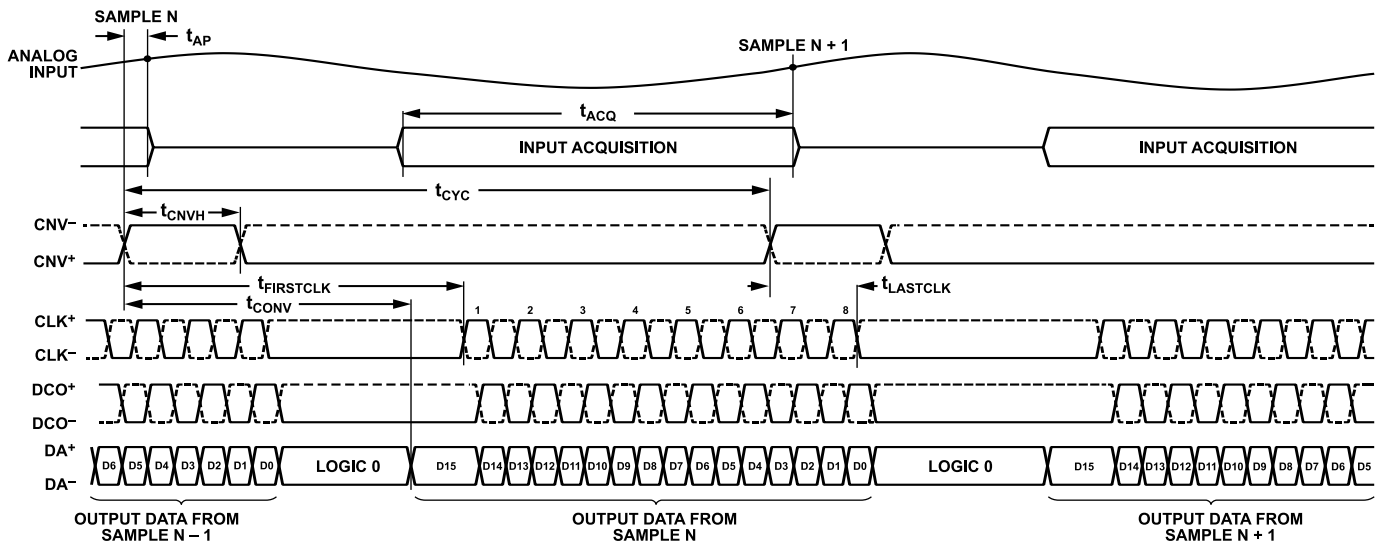 SAMPLE N
tAP
ANALOG
INPUT
SAMPLE N + 1
tACQ
INPUT ACQUISITION
INPUT ACQUISITION
tCYC
tCNVH
CNV–
CNV+
tFIRSTCLK
tCONV
tLASTCLK
CLK+
CLK–
1 2 3 4 5 6 7 8
DCO+
DCO–
DA+
DA–
D6 D5 D4 D3 D2 D1 D0 LOGIC 0 D15 D14 D13 D12 D11 D10 D9 D8 D7 D6 D5 D4 D3 D2 D1 D0 LOGIC 0 D15 D14 D13 D12 D11 D10 D9 D8 D7 D6 D5
OUTPUT DATA FROM
SAMPLE N – 1
OUTPUT DATA FROM
SAMPLE N
OUTPUT DATA FROM
SAMPLE N + 1